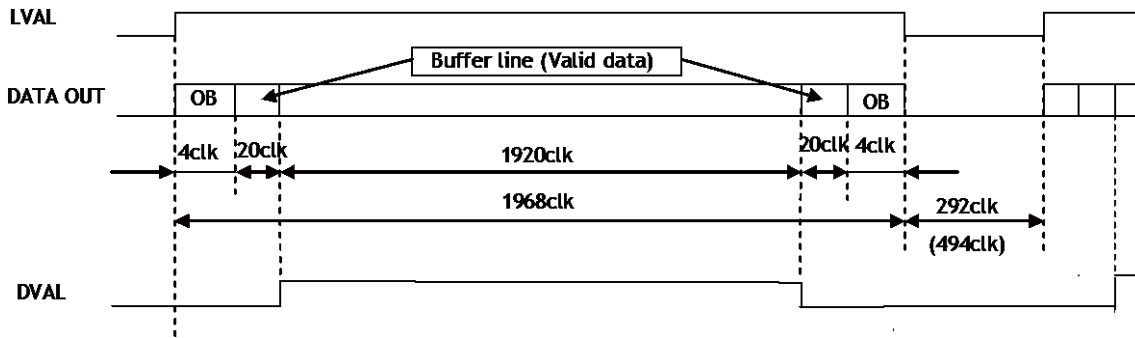 LVAL
Buffer line (Valid data)
DATA OUT
OB
OB
4clk
20clk
1920clk
20clk
4clk
1968clk
292clk
(494clk)
DVAL